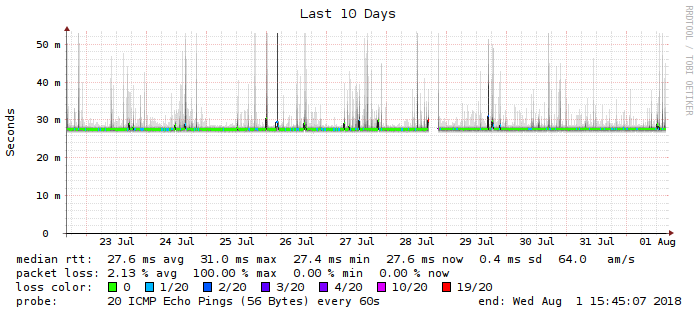 Last 10 Days
RRDTOOL / TOBI OETIKER
Seconds
50 m
40 m
30 m
20 m
10 m
0
23 Jul 24 Jul 25 Jul 26 Jul 27 Jul 28 Jul 29 Jul 30 Jul 31 Jul 01 Aug
median rtt: 27.6 ms avg 31.0 ms max 27.4 ms min 27.6 ms now 0.4 ms sd 64.0 am/s
packet loss: 2.13 % avg 100.00 % max 0.00 % min 0.00 % now
loss color: 0 1/20 2/20 3/20 4/20 10/20 19/20
probe: 20 ICMP Echo Pings (56 Bytes) every 60s end: Wed Aug 1 15:45:07 2018